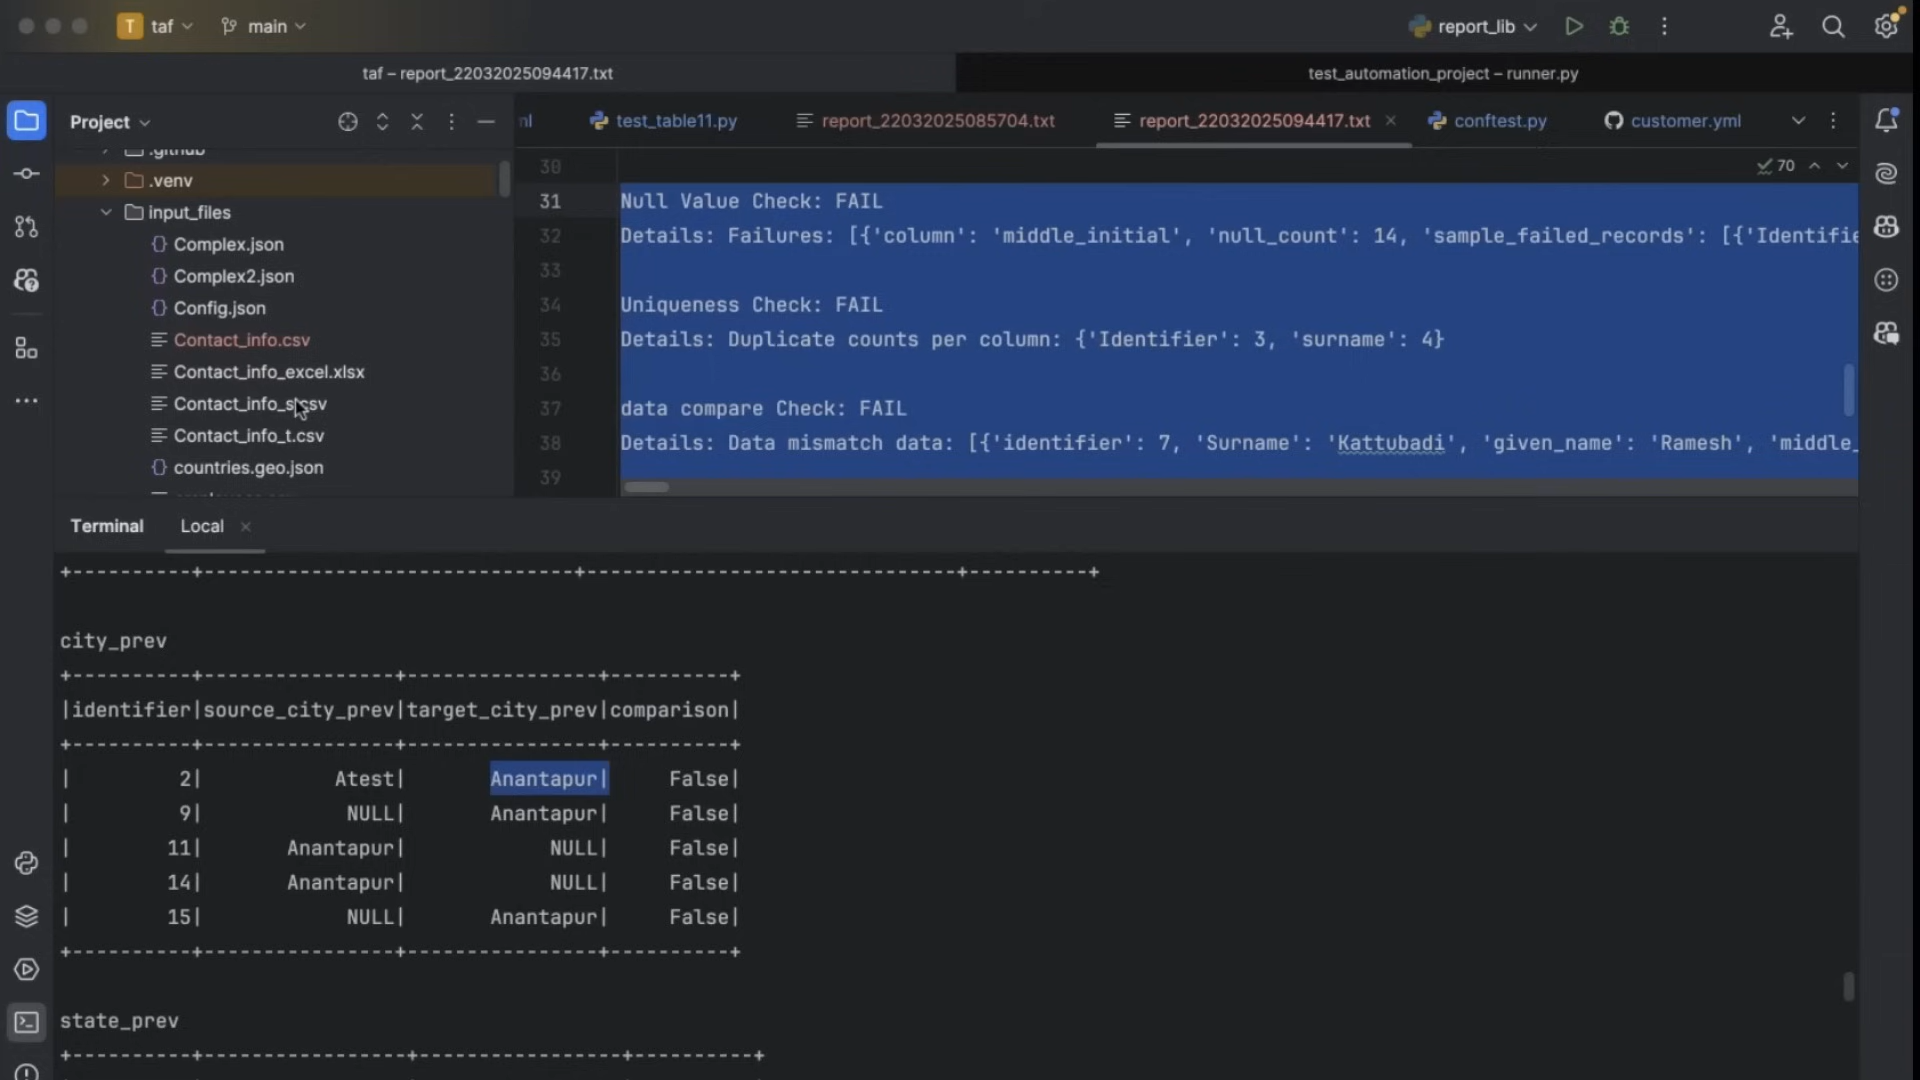 T taf main report_lib
taf – report_22032025094417.txt test_automation_project – runner.py
Project
.github
.venv
input_files
Complex.json
Complex2.json
Config.json
Contact_info.csv
Contact_info_excel.xlsx
Contact_info_s.csv
Contact_info_t.csv
countries.geo.json
ml test_table11.py report_22032025085704.txt report_22032025094417.txt conftest.py customer.yml
70
30
31 Null Value Check: FAIL
32 Details: Failures: [{'column': 'middle_initial', 'null_count': 14, 'sample_failed_records': [{'Identifie
33
34 Uniqueness Check: FAIL
35 Details: Duplicate counts per column: {'Identifier': 3, 'surname': 4}
36
37 data compare Check: FAIL
38 Details: Data mismatch data: [{'identifier': 7, 'Surname': 'Kattubadi', 'given_name': 'Ramesh', 'middle_
39
Terminal Local
+----------+----------------------------+----------------------------+----------+
city_prev
+----------+----------------+----------------+----------+
|identifier|source_city_prev|target_city_prev|comparison|
+----------+----------------+----------------+----------+
| 2| Atest| Anantapur| False|
| 9| NULL| Anantapur| False|
| 11| Anantapur| NULL| False|
| 14| Anantapur| NULL| False|
| 15| NULL| Anantapur| False|
+----------+----------------+----------------+----------+
state_prev
+----------+-----------------+-----------------+----------+